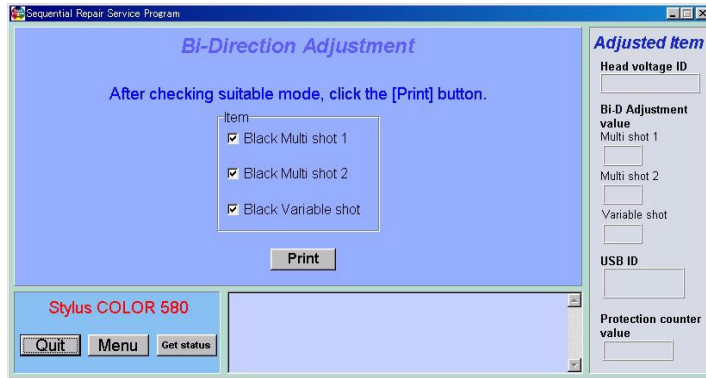 Sequential Repair Service Program
Bi-Direction Adjustment
After checking suitable mode, click the [Print] button.
Item
Black Multi shot 1
Black Multi shot 2
Black Variable shot
Print
Stylus COLOR 580
Quit
Menu
Get status
Adjusted Item
Head voltage ID
Bi-D Adjustment
value
Multi shot 1
Multi shot 2
Variable shot
USB ID
Protection counter
value